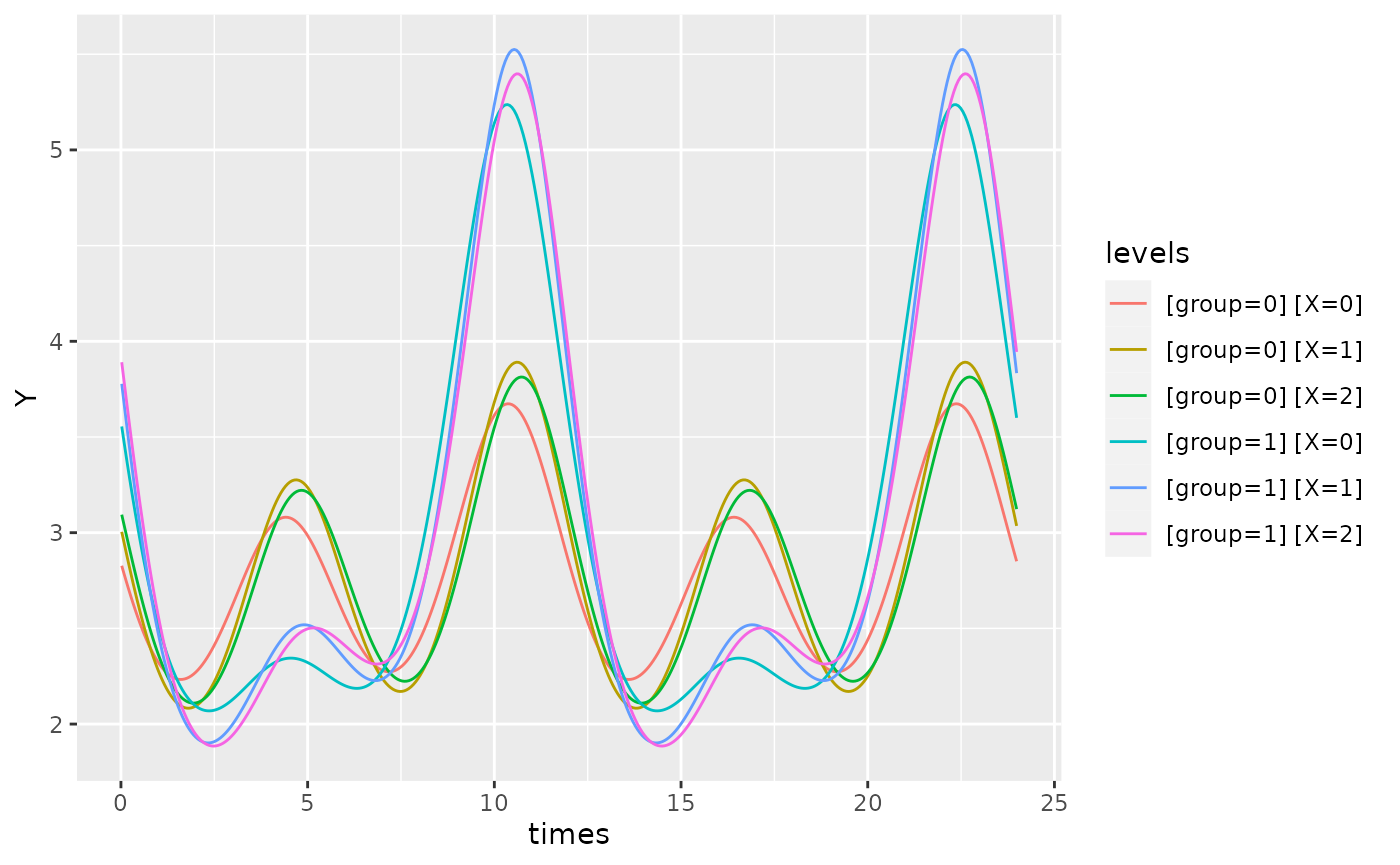 5
4
3
2
Y
0 5 10 15 20 25
times
levels
[group=0] [X=0]
[group=0] [X=1]
[group=0] [X=2]
[group=1] [X=0]
[group=1] [X=1]
[group=1] [X=2]